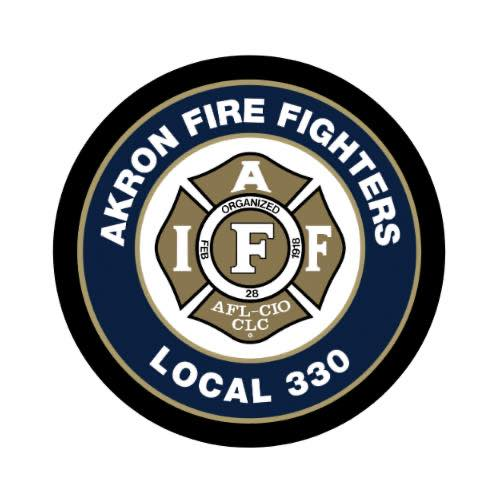 AKRON FIRE FIGHTERS
A
ORGANIZED
I F F
FEB 1918
28
AFL-CIO
CLC
LOCAL 330